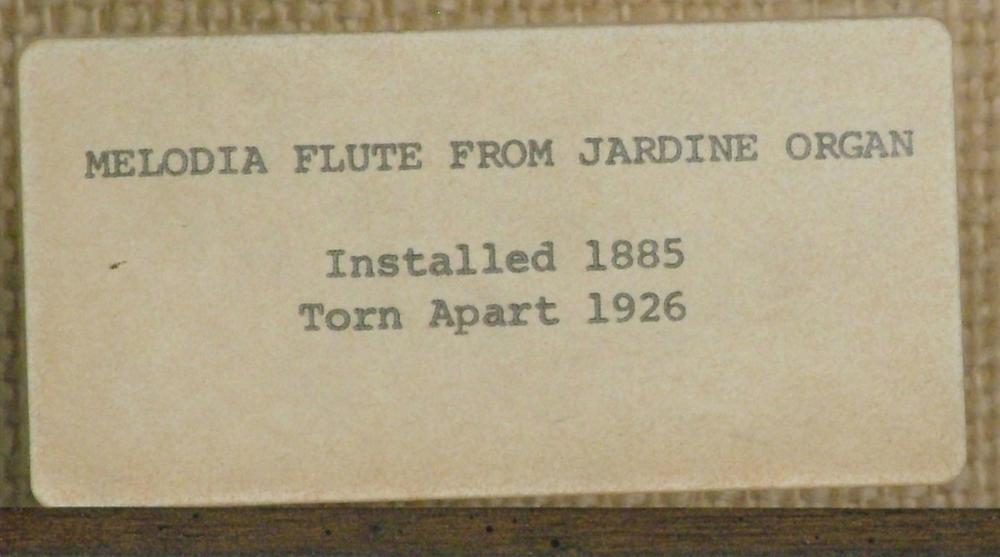 MELODIA FLUTE FROM JARDINE ORGAN
Installed 1885
Torn Apart 1926